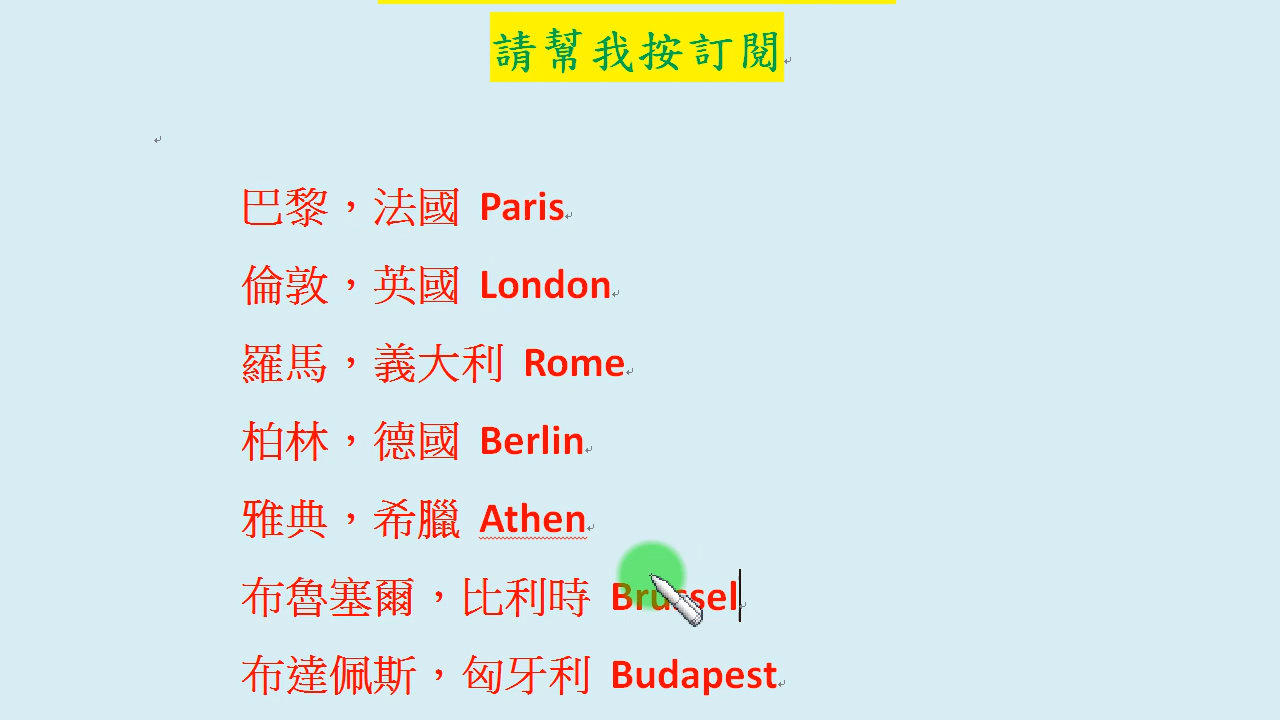 請幫我按訂閱
巴黎，法國 Paris
倫敦，英國 London
羅馬，義大利 Rome
柏林，德國 Berlin
雅典，希臘 Athen
布魯塞爾，比利時 Brussel
布達佩斯，匈牙利 Budapest